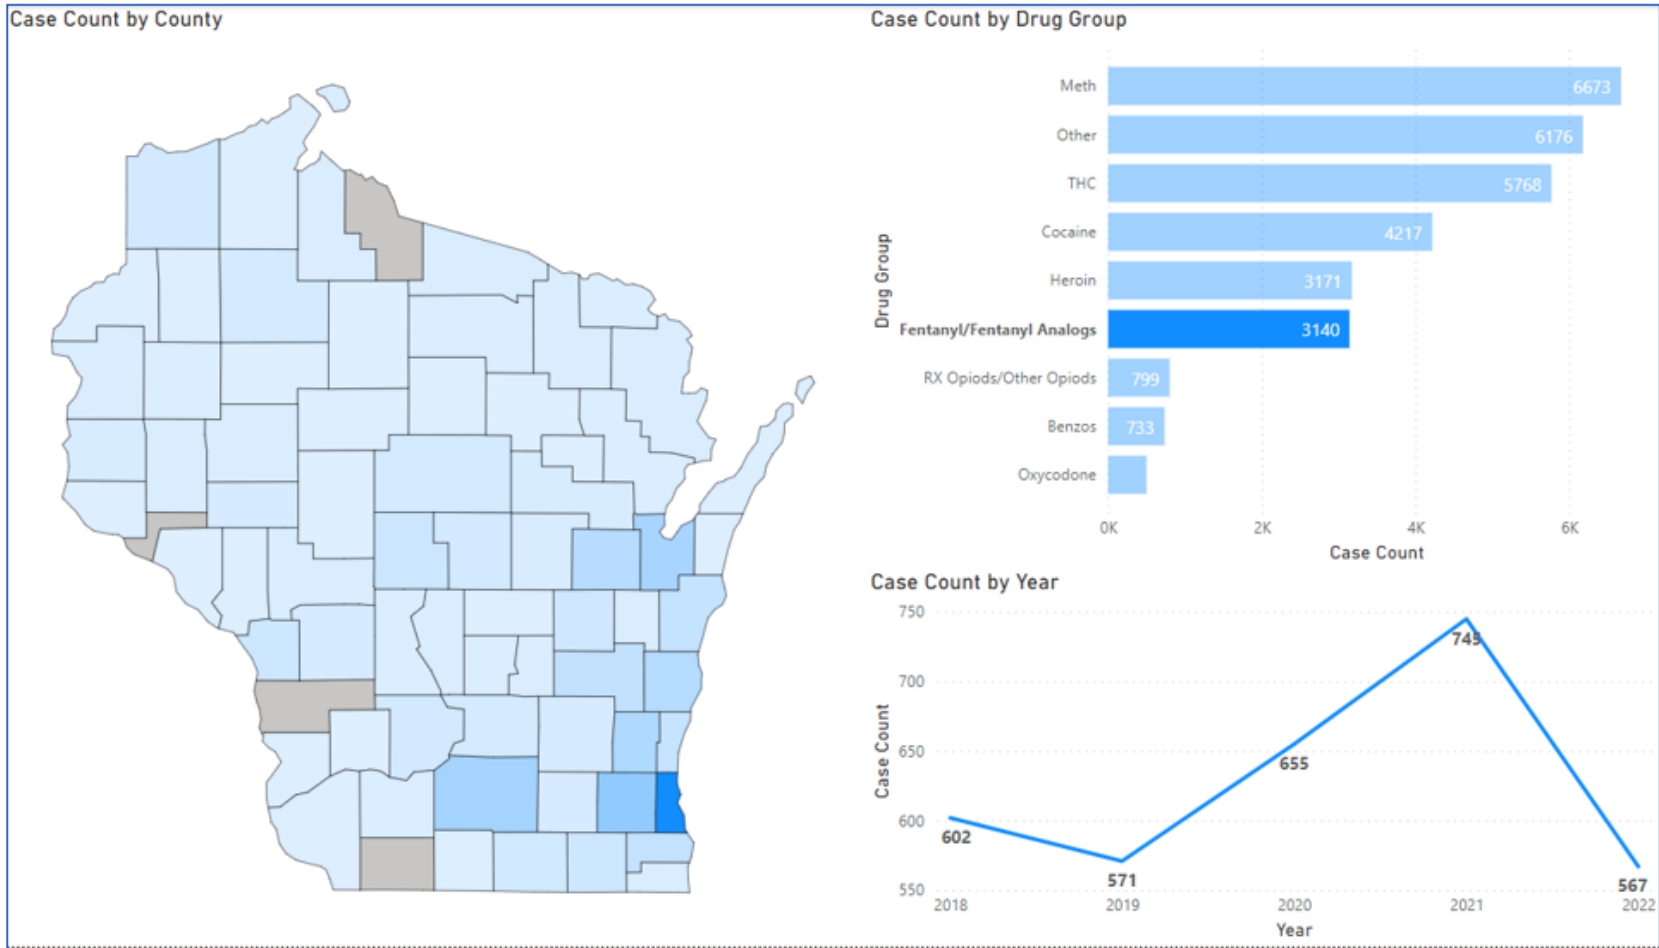 Case Count by County
Case Count by Drug Group
Drug Group
Meth 6673
Other 6176
THC 5768
Cocaine 4217
Heroin 3171
Fentanyl/Fentanyl Analogs 3140
RX Opiods/Other Opiods 799
Benzos 733
Oxycodone
0K 2K 4K 6K
Case Count
Case Count by Year
Case Count
750
700
650
600
550
602
571
655
745
567
2018 2019 2020 2021 2022
Year